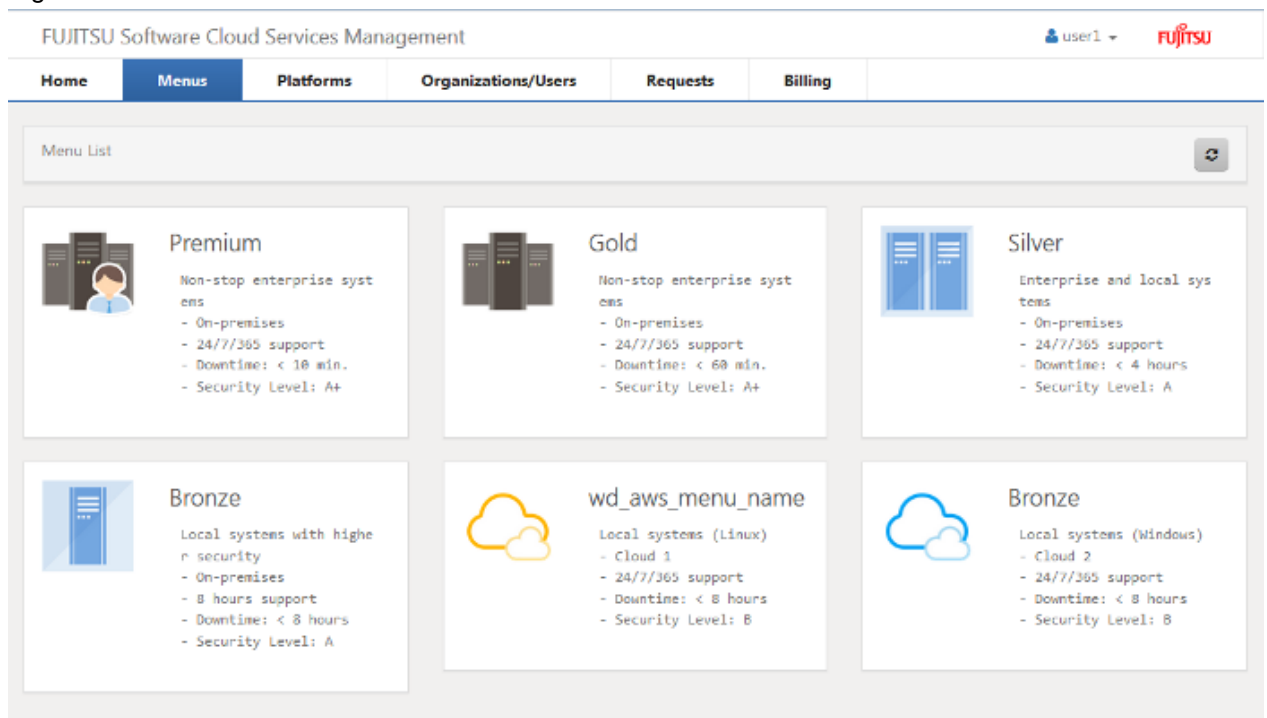 FUJITSU Software Cloud Services Management
user1
FUJITSU
Home Menus Platforms Organizations/Users Requests Billing
Menu List
Premium
Non-stop enterprise syst
ems
- On-premises
- 24/7/365 support
- Downtime: < 10 min.
- Security Level: A+
Gold
Non-stop enterprise syst
ems
- On-premises
- 24/7/365 support
- Downtime: < 60 min.
- Security Level: A+
Silver
Enterprise and local sys
tems
- On-premises
- 24/7/365 support
- Downtime: < 4 hours
- Security Level: A
Bronze
Local systems with highe
r security
- On-premises
- 8 hours support
- Downtime: < 8 hours
- Security Level: A
wd_aws_menu_name
Local systems (Linux)
- Cloud 1
- 24/7/365 support
- Downtime: < 8 hours
- Security Level: B
Bronze
Local systems (Windows)
- Cloud 2
- 24/7/365 support
- Downtime: < 8 hours
- Security Level: B